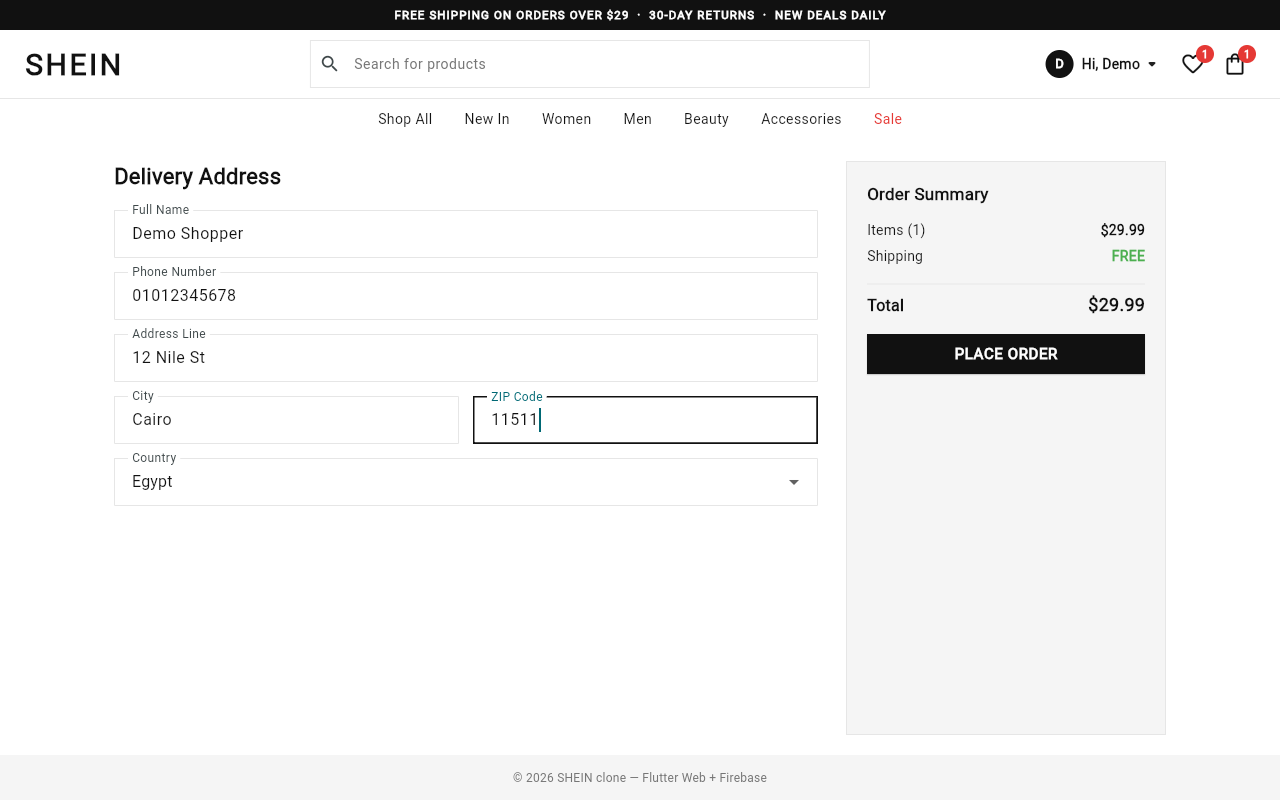 FREE SHIPPING ON ORDERS OVER $29 · 30-DAY RETURNS · NEW DEALS DAILY
SHEIN
Search for products
D
Hi, Demo
1
1
Shop All
New In
Women
Men
Beauty
Accessories
Sale
Delivery Address
Full Name
Demo Shopper
Phone Number
01012345678
Address Line
12 Nile St
City
Cairo
ZIP Code
11511
Country
Egypt
Order Summary
Items (1) $29.99
Shipping FREE
Total $29.99
PLACE ORDER
© 2026 SHEIN clone — Flutter Web + Firebase